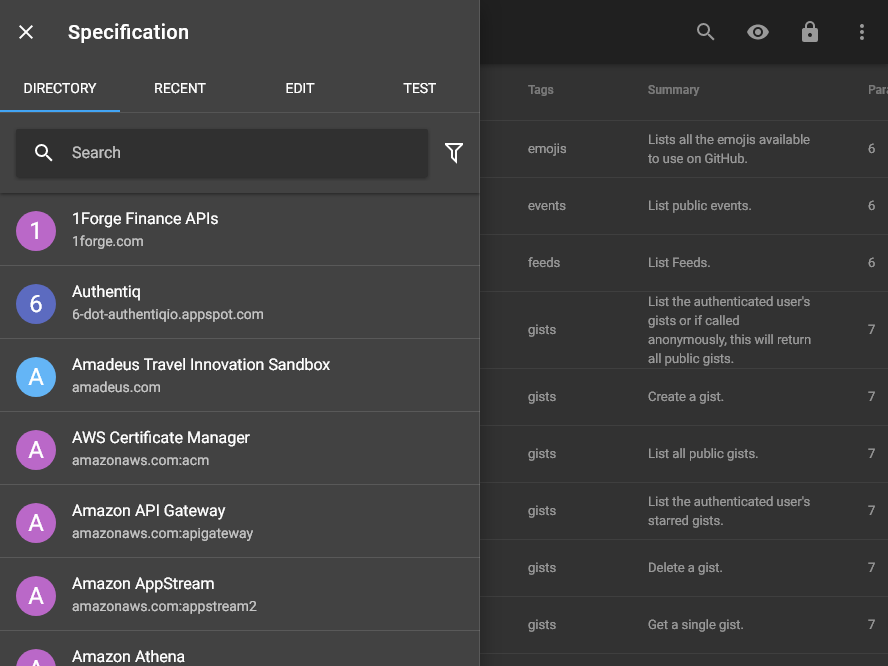 Specification
DIRECTORY
RECENT
EDIT
TEST
Search
1
1Forge Finance APIs
1forge.com
6
Authentiq
6-dot-authentiqio.appspot.com
A
Amadeus Travel Innovation Sandbox
amadeus.com
A
AWS Certificate Manager
amazonaws.com:acm
A
Amazon API Gateway
amazonaws.com:apigateway
A
Amazon AppStream
amazonaws.com:appstream2
A
Amazon Athena
Tags
Summary
Para
emojis
Lists all the emojis available
to use on GitHub.
6
events
List public events.
6
feeds
List Feeds.
6
gists
List the authenticated user's
gists or if called
anonymously, this will return
all public gists.
7
gists
Create a gist.
7
gists
List all public gists.
7
gists
List the authenticated user's
starred gists.
7
gists
Delete a gist.
7
gists
Get a single gist.
7